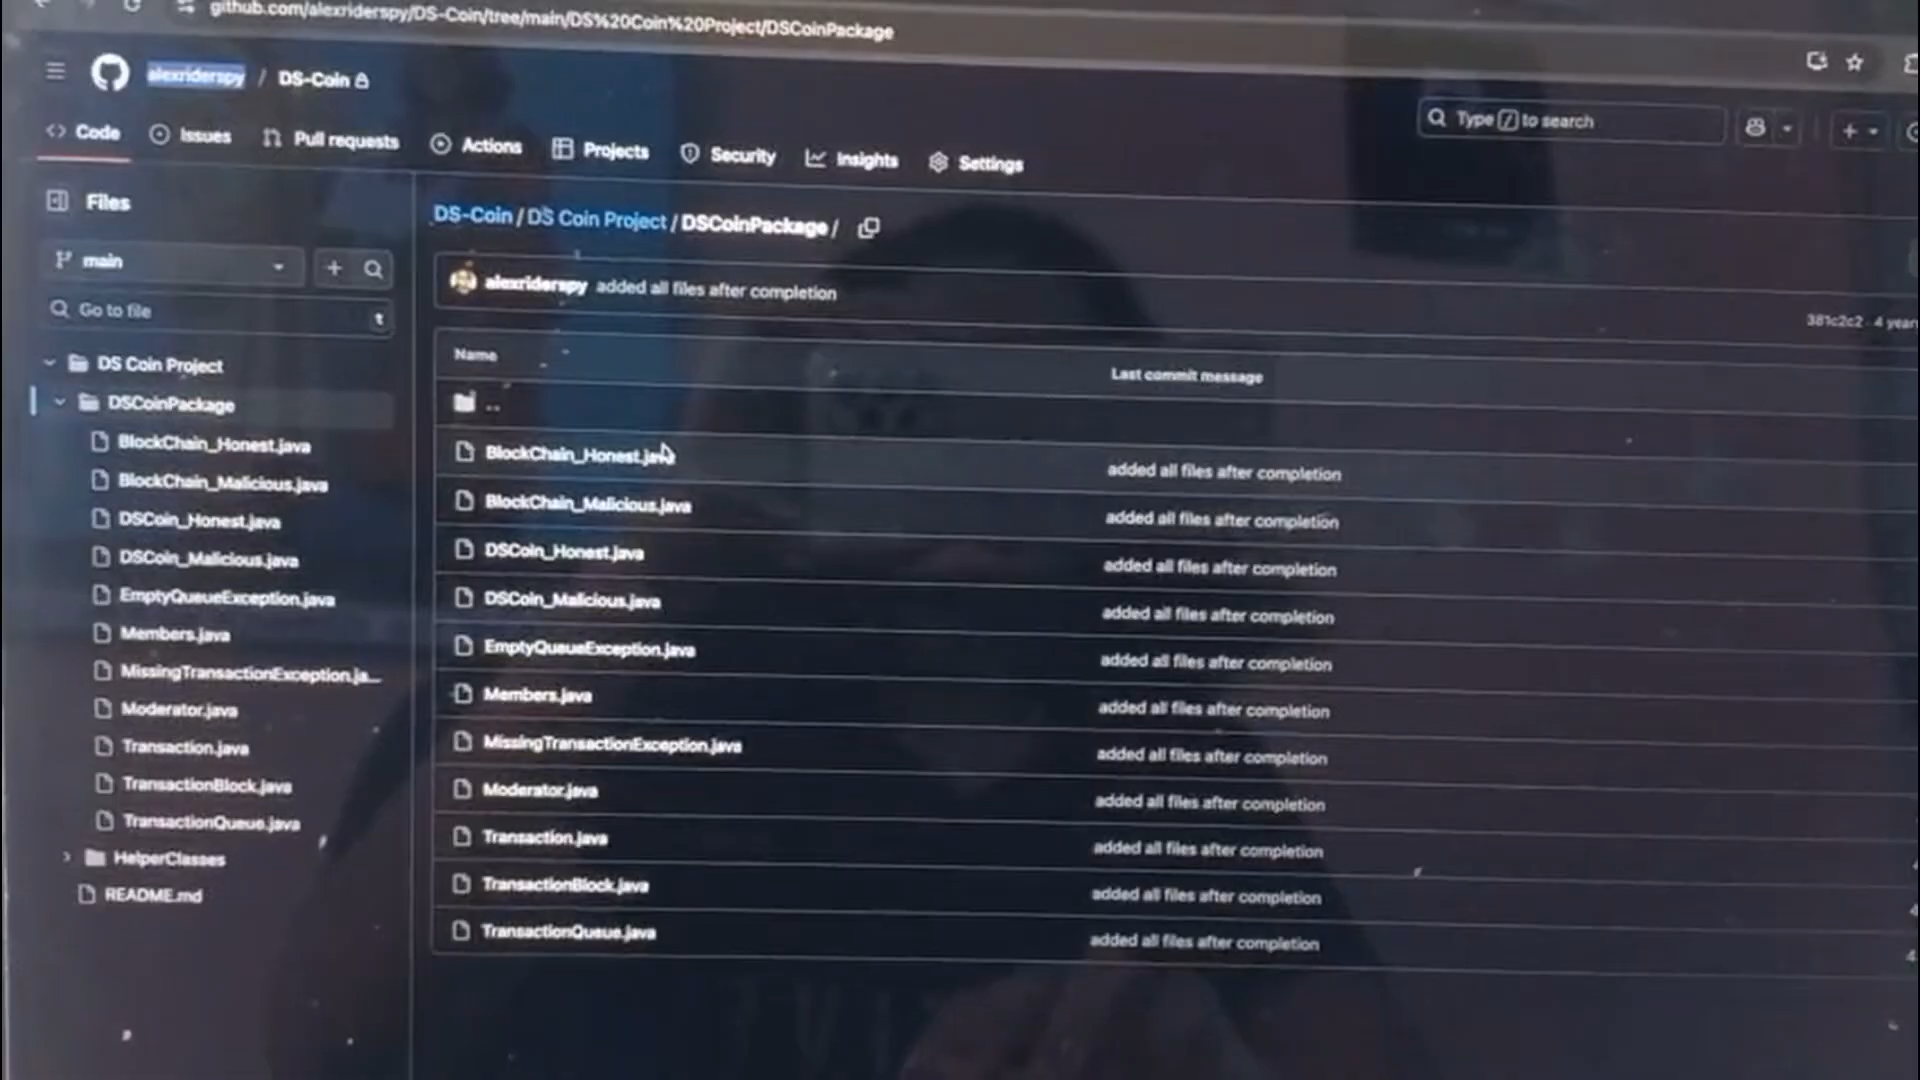 github.com/alexriderspy/DS-Coin/tree/main/DS%20Coin%20Project/DSCoinPackage
alexriderspy / DS-Coin
Type / to search
Code Issues Pull requests Actions Projects Security Insights Settings
Files
main
Go to file t
DS Coin Project
DSCoinPackage
BlockChain_Honest.java
BlockChain_Malicious.java
DSCoin_Honest.java
DSCoin_Malicious.java
EmptyQueueException.java
Members.java
MissingTransactionException.ja...
Moderator.java
Transaction.java
TransactionBlock.java
TransactionQueue.java
HelperClasses
README.md
DS-Coin / DS Coin Project / DSCoinPackage /
alexriderspy added all files after completion
381c2c2 · 4 year
Name Last commit message
..
BlockChain_Honest.java added all files after completion
BlockChain_Malicious.java added all files after completion
DSCoin_Honest.java added all files after completion
DSCoin_Malicious.java added all files after completion
EmptyQueueException.java added all files after completion
Members.java added all files after completion
MissingTransactionException.java added all files after completion
Moderator.java added all files after completion
Transaction.java added all files after completion
TransactionBlock.java added all files after completion
TransactionQueue.java added all files after completion